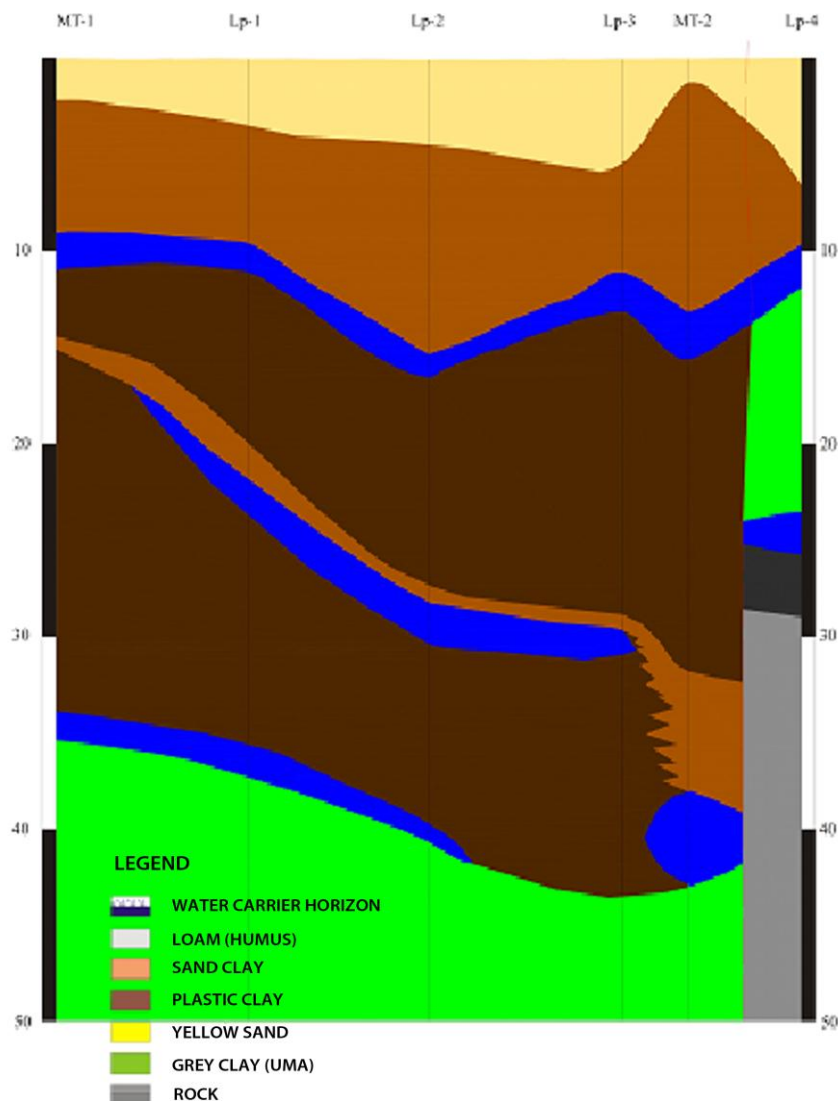 MT-1 Lp-1 Lp-2 Lp-3 MT-2 Lp-4
10 10
20 20
30 30
40 40
50 50
LEGEND
WATER CARRIER HORIZON
LOAM (HUMUS)
SAND CLAY
PLASTIC CLAY
YELLOW SAND
GREY CLAY (UMA)
ROCK